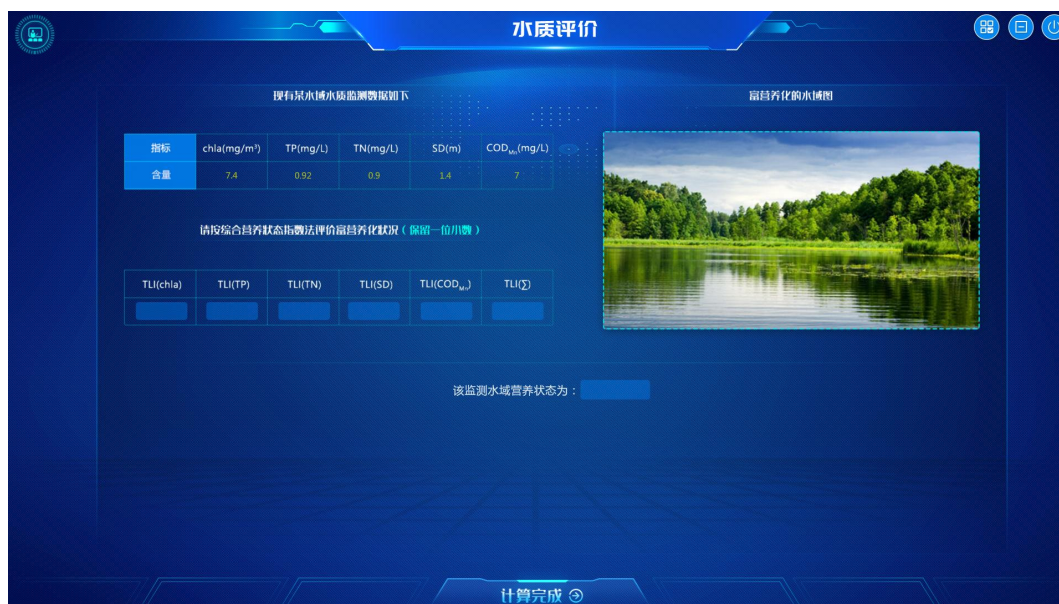 水质评价
现有某水域水质监测数据如下
富营养化的水域图
指标 chla(mg/m³) TP(mg/L) TN(mg/L) SD(m) CODMn(mg/L)
含量 7.4 0.92 0.9 1.4 7
请按综合营养状态指数法评价富营养化状况(保留一位小数)
TLI(chla) TLI(TP) TLI(TN) TLI(SD) TLI(CODMn) TLI(∑)
该监测水域营养状态为：
计算完成